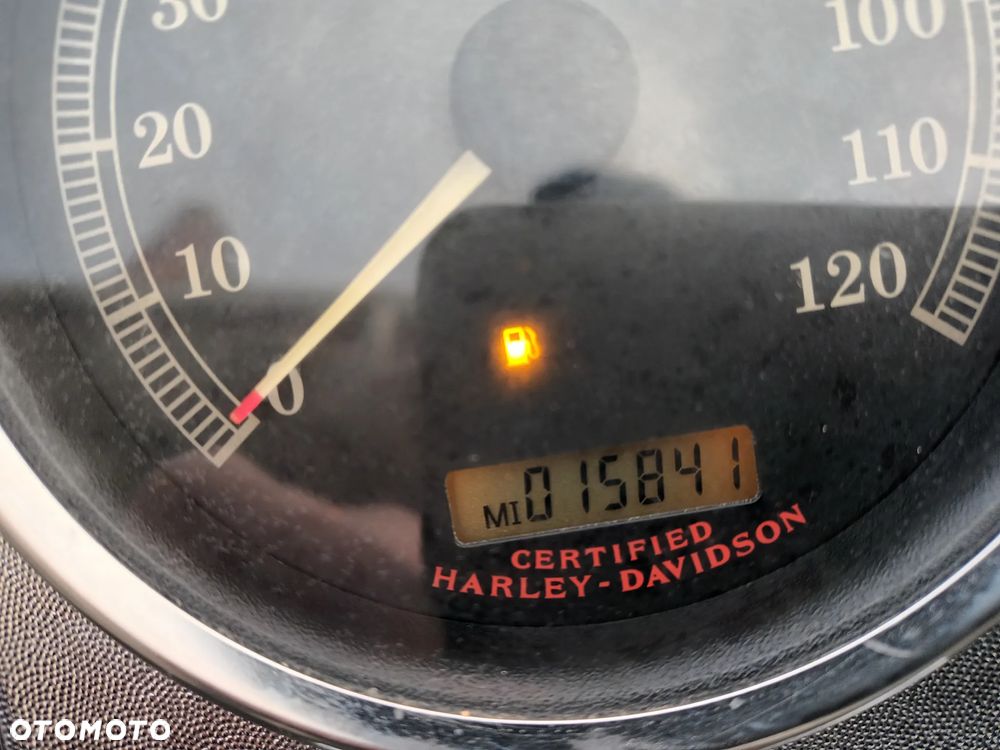 30
100
20
110
10
120
0
MI 015841
CERTIFIED
HARLEY-DAVIDSON
OTOMOTO